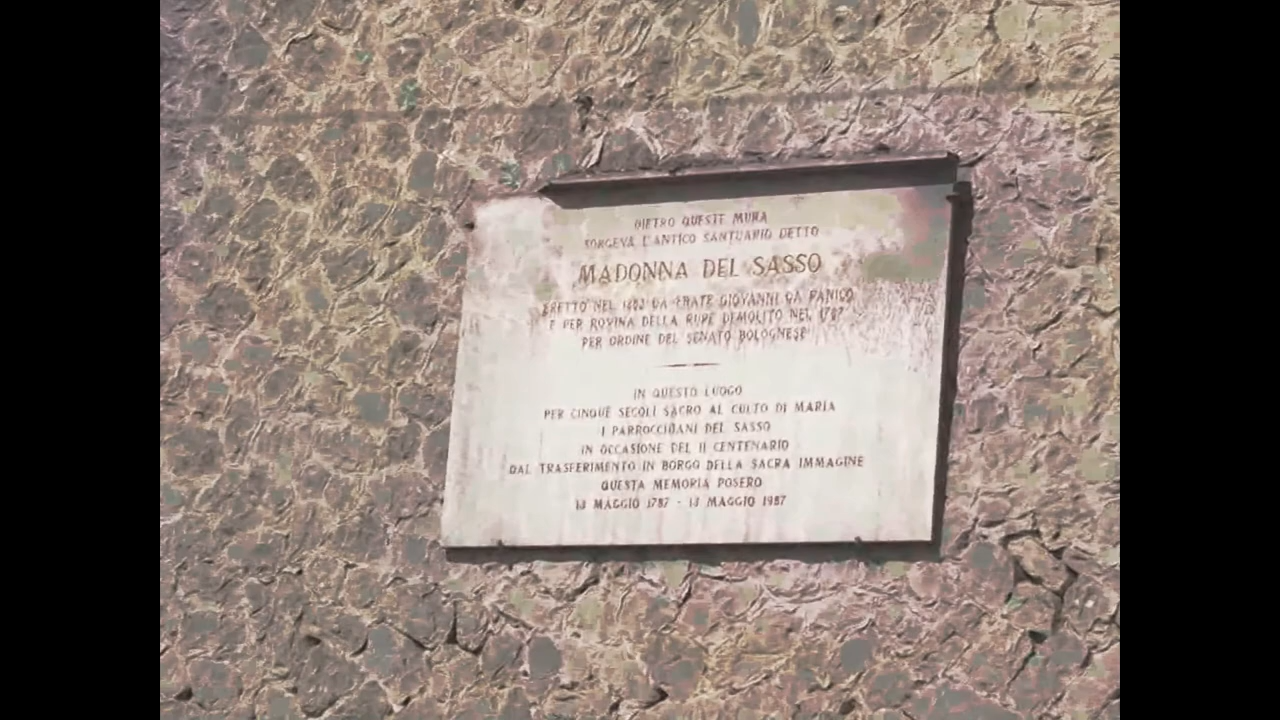 DIETRO QUESTE MURA
SORGEVA L'ANTICO SANTUARIO DETTO
MADONNA DEL SASSO
ERETTO NEL 1283 DA FRATE GIOVANNI DA PANICO
E PER ROVINA DELLA RUPE DEMOLITO NEL 1787
PER ORDINE DEL SENATO BOLOGNESE
IN QUESTO LUOGO
PER CINQUE SECOLI SACRO AL CULTO DI MARIA
I PARROCCHIANI DEL SASSO
IN OCCASIONE DEL II CENTENARIO
DAL TRASFERIMENTO IN BORGO DELLA SACRA IMMAGINE
QUESTA MEMORIA POSERO
13 MAGGIO 1787 - 13 MAGGIO 1987